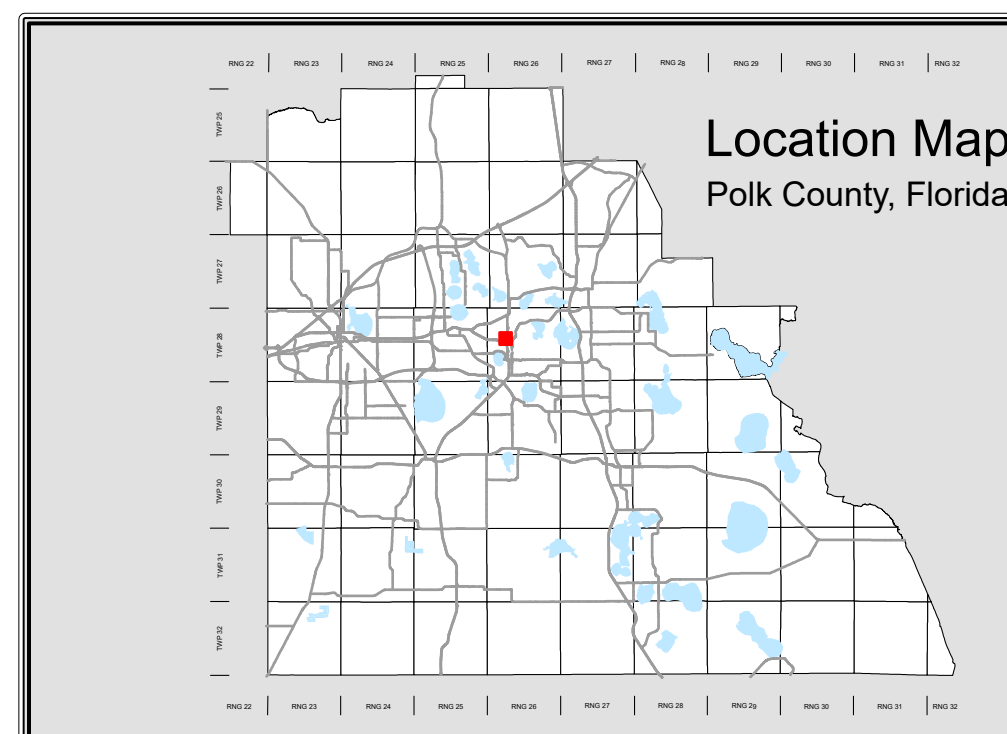 RNG 22 RNG 23 RNG 24 RNG 25 RNG 26 RNG 27 RNG 28 RNG 29 RNG 30 RNG 31 RNG 32
TWP 25
Location Map
Polk County, Florida
TWP 26
TWP 27
TWP 28
TWP 29
TWP 30
TWP 31
TWP 32
RNG 22 RNG 23 RNG 24 RNG 25 RNG 26 RNG 27 RNG 28 RNG 29 RNG 30 RNG 31 RNG 32